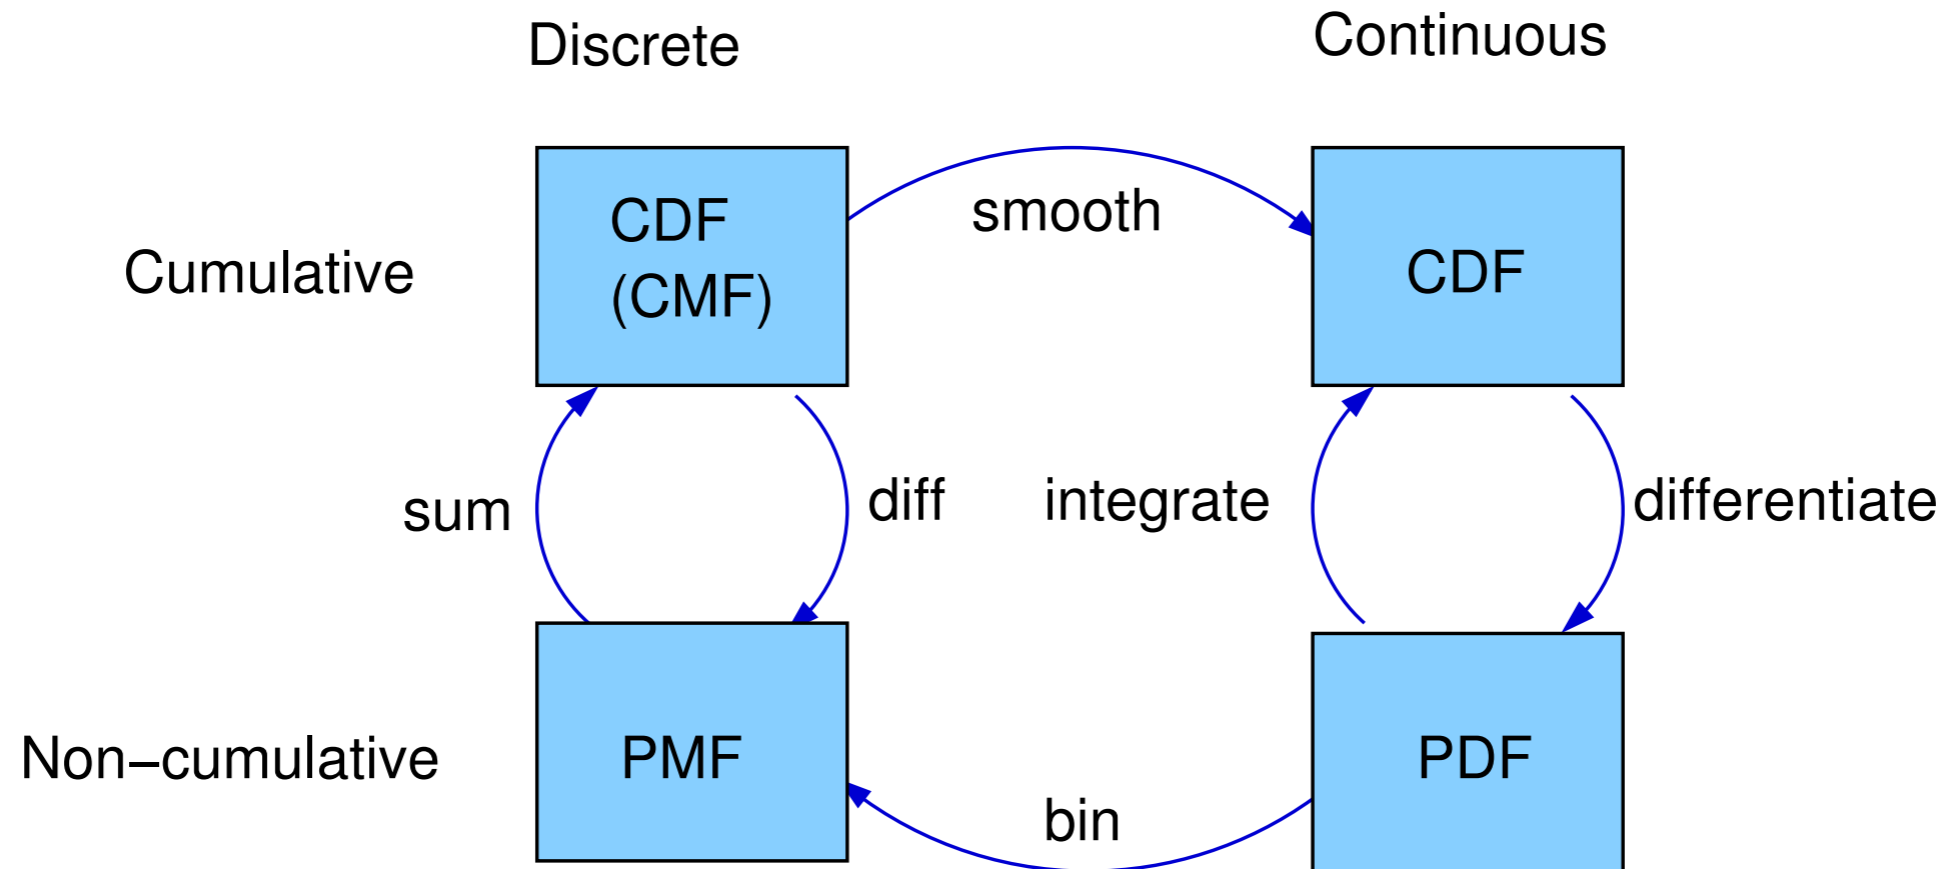 Discrete
Continuous
CDF
(CMF)
smooth
CDF
Cumulative
sum
diff
integrate
differentiate
Non−cumulative
PMF
bin
PDF